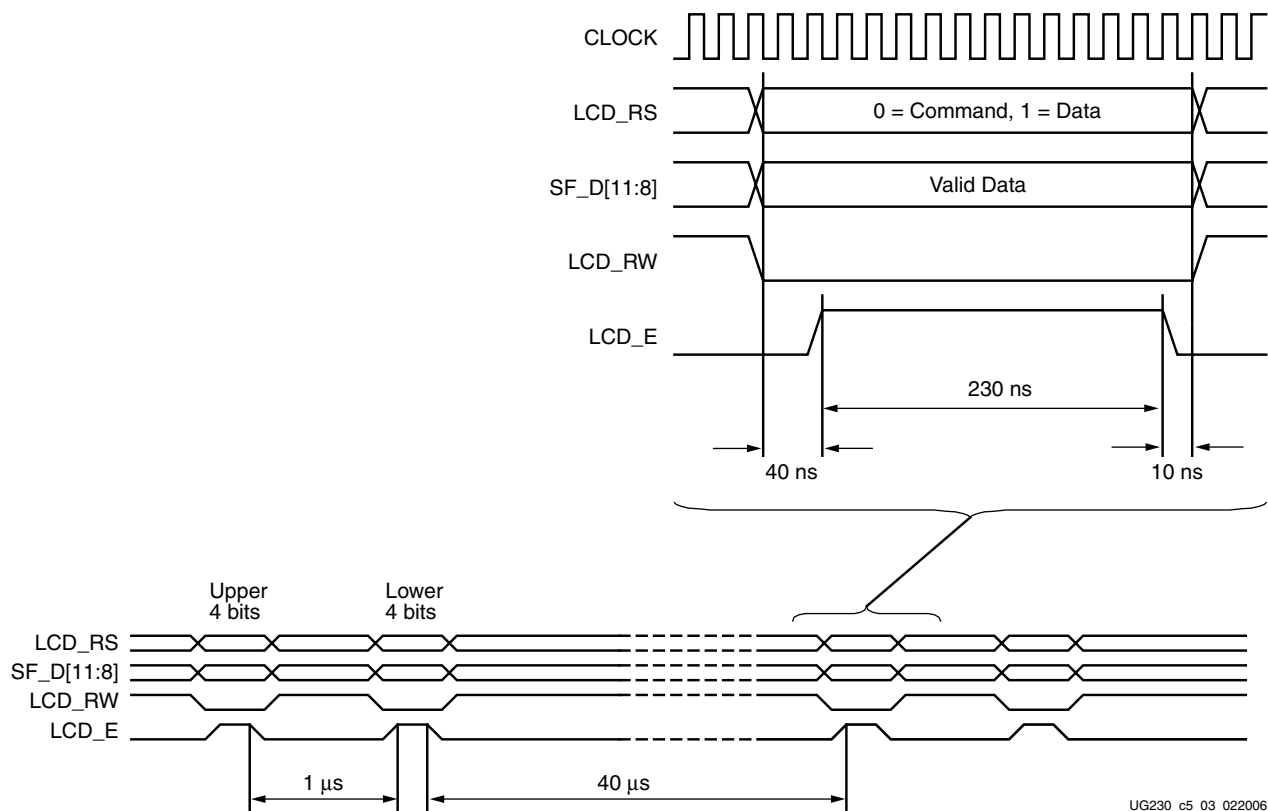 CLOCK
LCD_RS
0 = Command, 1 = Data
SF_D[11:8]
Valid Data
LCD_RW
LCD_E
230 ns
40 ns
10 ns
Upper
4 bits
Lower
4 bits
LCD_RS
SF_D[11:8]
LCD_RW
LCD_E
1 μs
40 μs
UG230_c5_03_022006